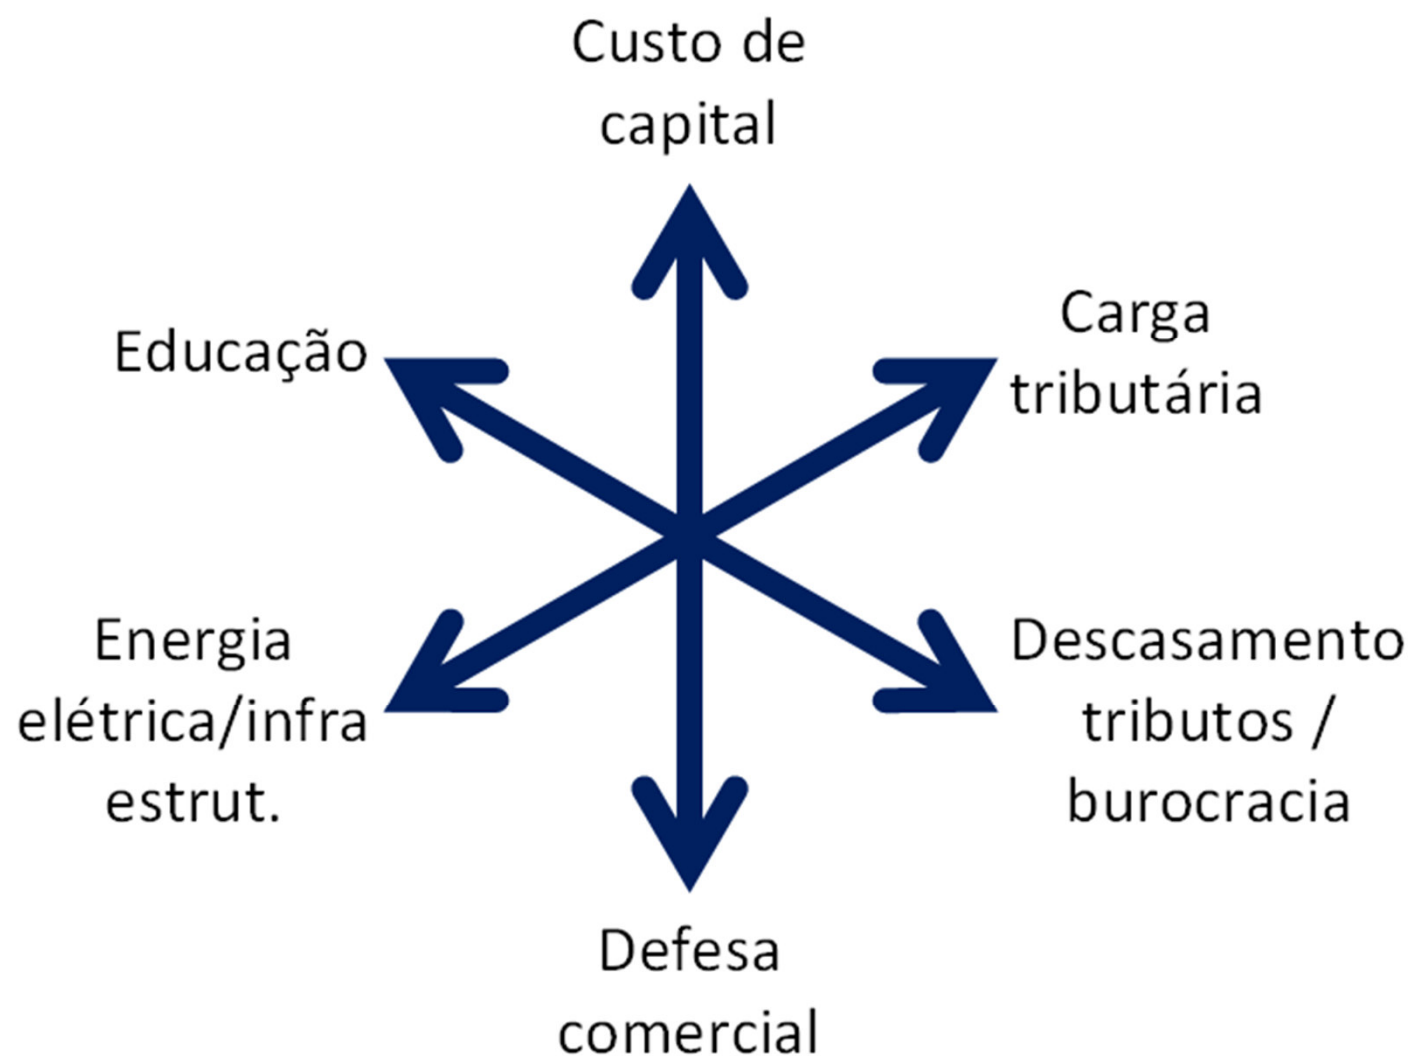 Custo de
capital
Educação
Carga
tributária
Energia
elétrica/infra
estrut.
Descasamento
tributos /
burocracia
Defesa
comercial